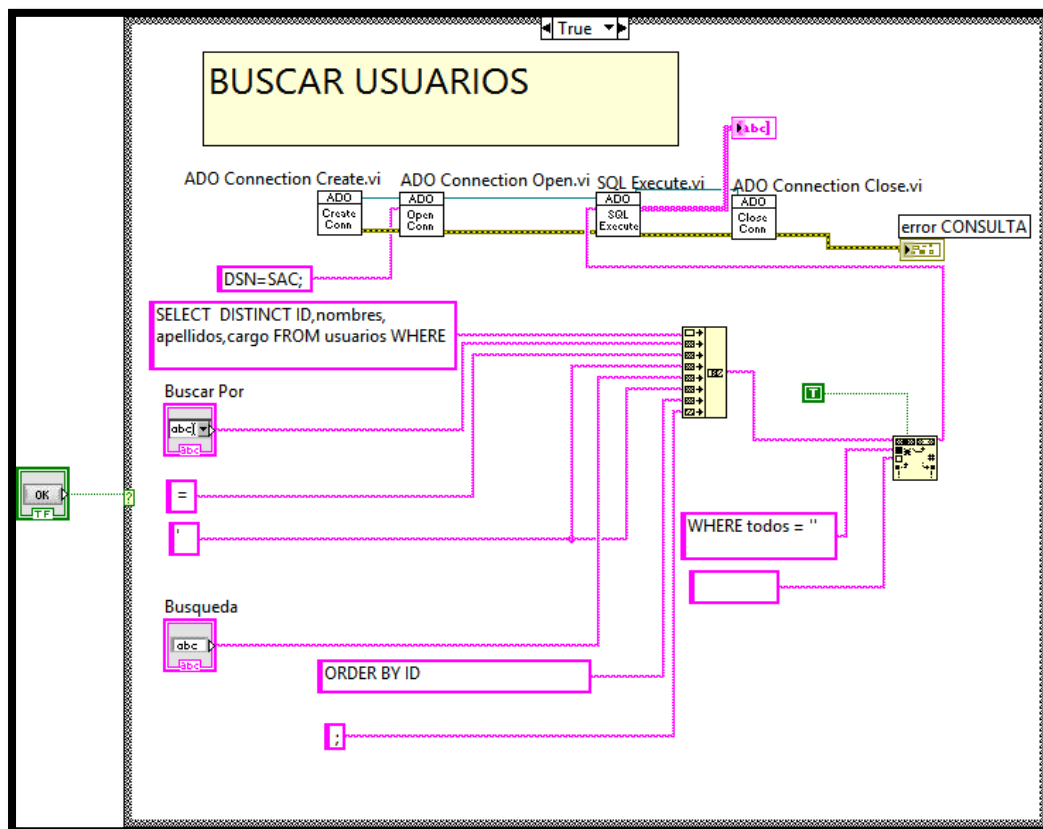 True
BUSCAR USUARIOS
abc]
ADO Connection Create.vi
ADO Connection Open.vi
SQL Execute.vi
ADO Connection Close.vi
ADO
Create
Conn
ADO
Open
Conn
ADO
SQL
Execute
ADO
Close
Conn
error CONSULTA
DSN=SAC;
SELECT  DISTINCT ID,nombres,
apellidos,cargo FROM usuarios WHERE
Buscar Por
abc
abc
T
OK
TF
?
=
'
WHERE todos = ''
Busqueda
abc
abc
ORDER BY ID
;